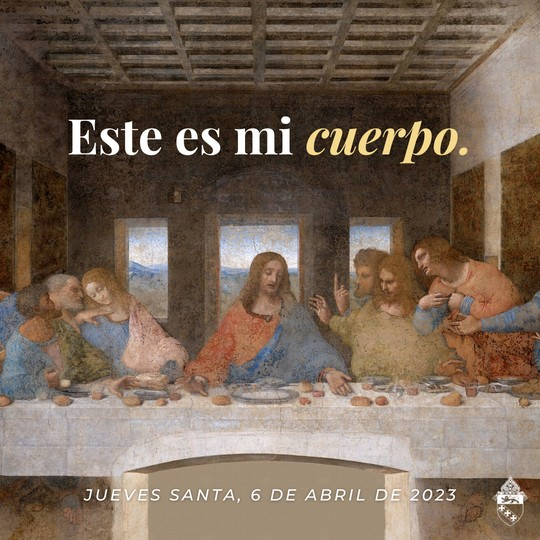 Este es mi cuerpo.
JUEVES SANTA, 6 DE ABRIL DE 2023